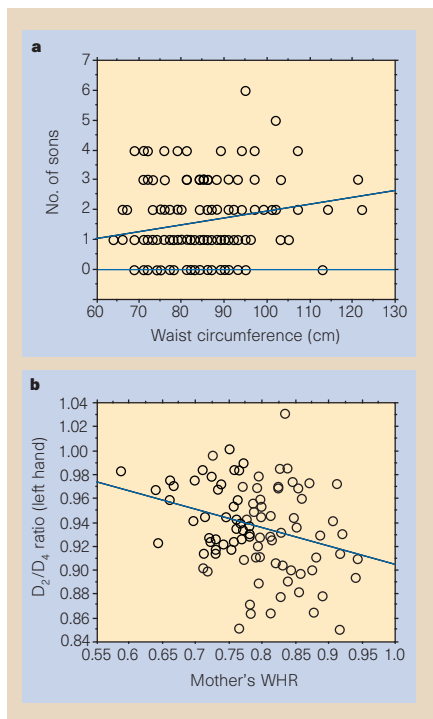 a
7
6
5
4
3
2
1
0
No. of sons
60 70 80 90 100 110 120 130
Waist circumference (cm)
b
1.04
1.02
1.00
0.98
0.96
0.94
0.92
0.90
0.88
0.86
0.84
D2/D4 ratio (left hand)
0.55 0.6 0.65 0.7 0.75 0.8 0.85 0.9 0.95 1.0
Mother's WHR